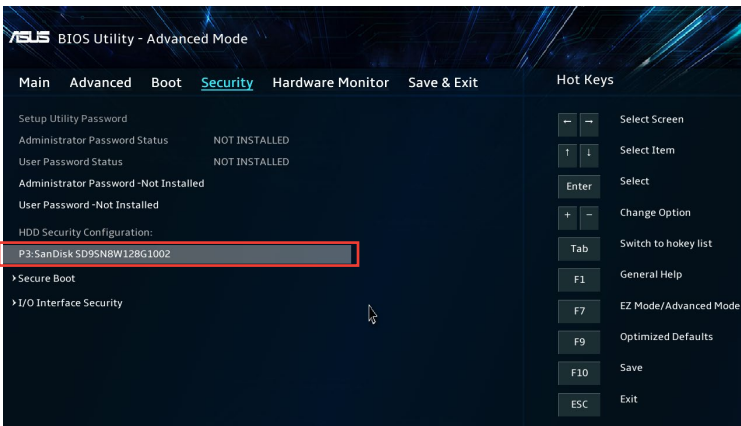 ASUS BIOS Utility - Advanced Mode
Main Advanced Boot Security Hardware Monitor Save & Exit
Setup Utility Password
Administrator Password Status NOT INSTALLED
User Password Status NOT INSTALLED
Administrator Password -Not Installed
User Password -Not Installed
HDD Security Configuration:
P3:SanDisk SD9SN8W128G1002
Secure Boot
I/O Interface Security
Hot Keys
← → Select Screen
↑ ↓ Select Item
Enter Select
+ − Change Option
Tab Switch to hokey list
F1 General Help
F7 EZ Mode/Advanced Mode
F9 Optimized Defaults
F10 Save
ESC Exit